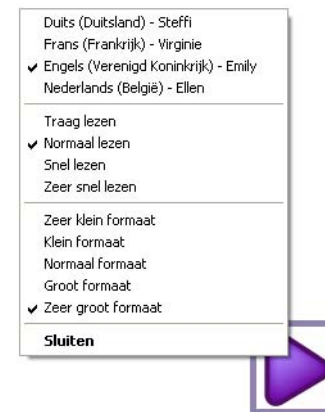 Duits (Duitsland) - Steffi
Frans (Frankrijk) - Virginie
Engels (Verenigd Koninkrijk) - Emily
Nederlands (België) - Ellen
Traag lezen
Normaal lezen
Snel lezen
Zeer snel lezen
Zeer klein formaat
Klein formaat
Normaal formaat
Groot formaat
Zeer groot formaat
Sluiten